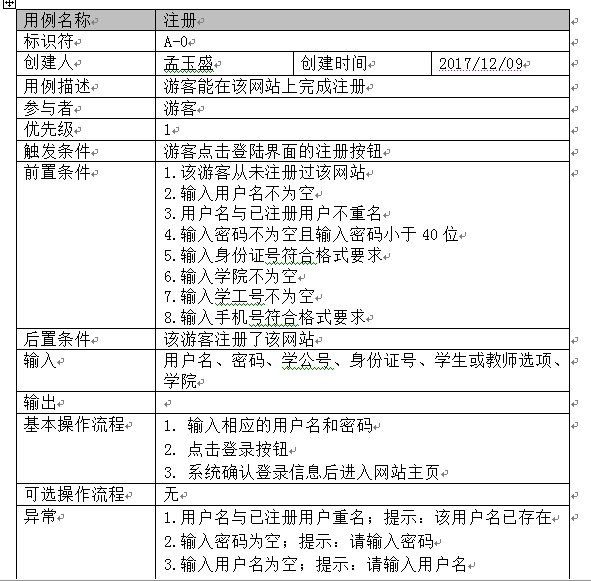 用例名称 注册
标识符 A-0
创建人 孟玉盛 创建时间 2017/12/09
用例描述 游客能在该网站上完成注册
参与者 游客
优先级 1
触发条件 游客点击登陆界面的注册按钮
前置条件 1.该游客从未注册过该网站
2.输入用户名不为空
3.用户名与已注册用户不重名
4.输入密码不为空且输入密码小于 40 位
5.输入身份证号符合格式要求
6.输入学院不为空
7.输入学工号不为空
8.输入手机号符合格式要求
后置条件 该游客注册了该网站
输入 用户名、密码、学公号、身份证号、学生或教师选项、
学院
输出
基本操作流程 1. 输入相应的用户名和密码
2. 点击登录按钮
3. 系统确认登录信息后进入网站主页
可选操作流程 无
异常 1.用户名与已注册用户重名；提示：该用户名已存在
2.输入密码为空；提示：请输入密码
3.输入用户名为空；提示：请输入用户名